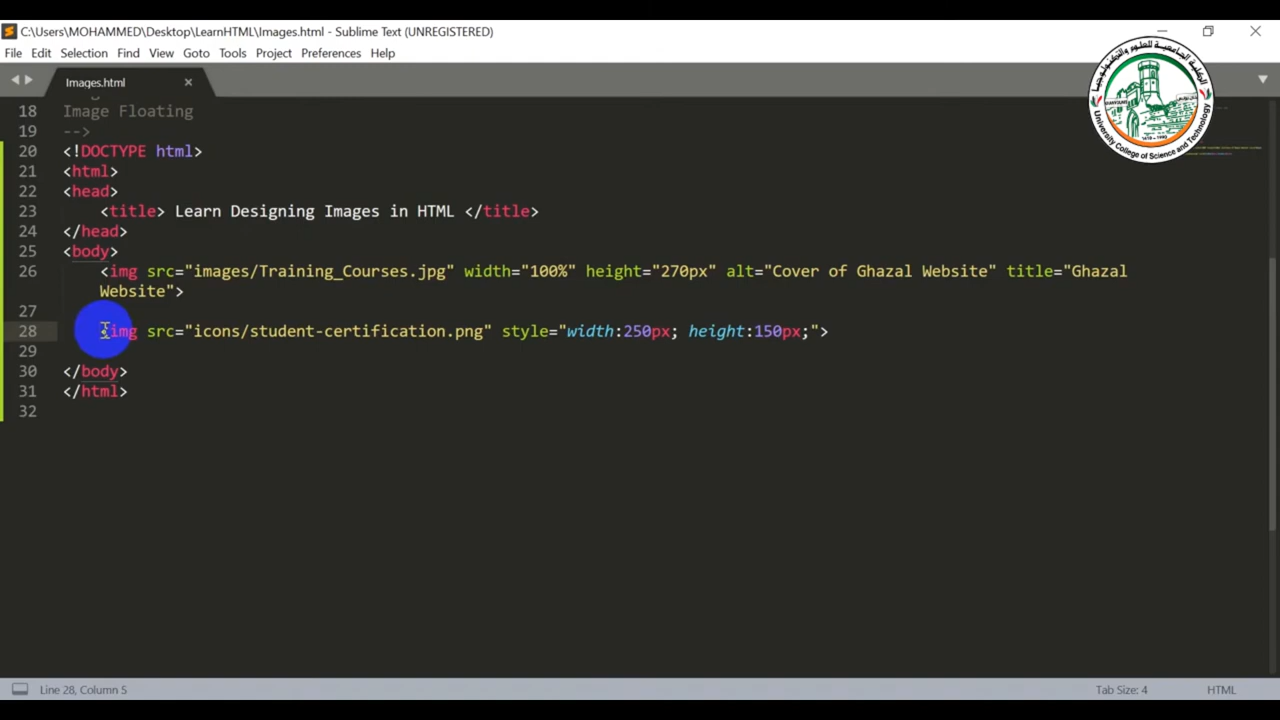 C:\Users\MOHAMMED\Desktop\LearnHTML\Images.html - Sublime Text (UNREGISTERED)
File Edit Selection Find View Goto Tools Project Preferences Help
Images.html
الكلية الجامعية للعلوم والتكنولوجيا
University College of Science and Technology
18 Image Floating
19 -->
20 <!DOCTYPE html>
21 <html>
22 <head>
23 <title> Learn Designing Images in HTML </title>
24 </head>
25 <body>
26 <img src="images/Training_Courses.jpg" width="100%" height="270px" alt="Cover of Ghazal Website" title="Ghazal
Website">
27
28 <img src="icons/student-certification.png" style="width:250px; height:150px;">
29
30 </body>
31 </html>
32
Line 28, Column 5
Tab Size: 4
HTML